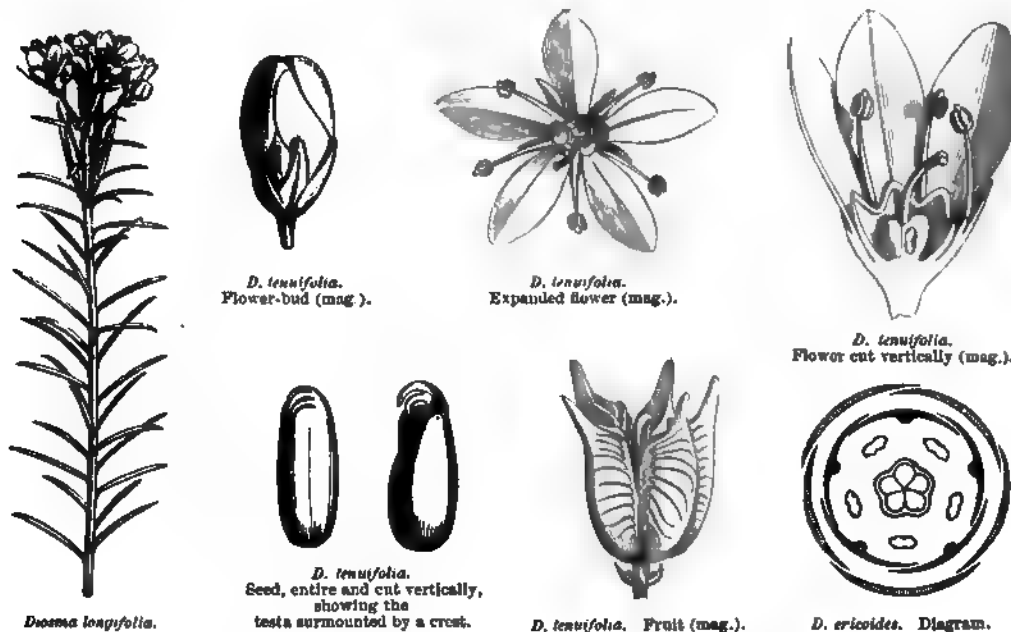 D. tenuifolia.
Flower-bud (mag.).
D. tenuifolia.
Expanded flower (mag.).
D. tenuifolia.
Flower cut vertically (mag.).
Diosma longifolia.
D. tenuifolia.
Seed, entire and cut vertically,
showing the
testa surmounted by a crest.
D. tenuifolia. Fruit (mag.).
D. ericoides. Diagram.